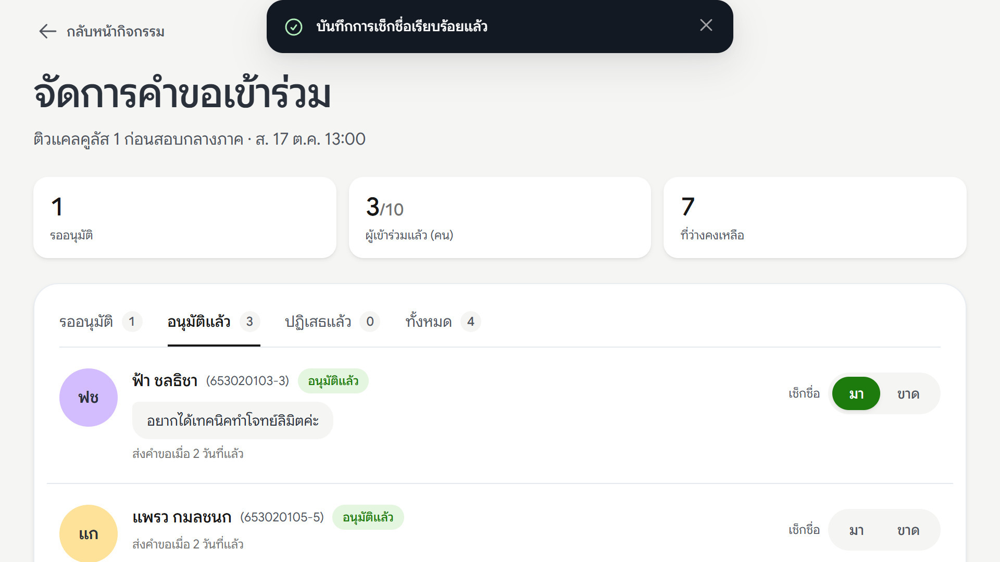 กลับหน้ากิจกรรม
บันทึกการเช็กชื่อเรียบร้อยแล้ว
จัดการคำขอเข้าร่วม
ติวแคลคูลัส 1 ก่อนสอบกลางภาค · ส. 17 ต.ค. 13:00
1
รออนุมัติ
3/10
ผู้เข้าร่วมแล้ว (คน)
7
ที่ว่างคงเหลือ
รออนุมัติ 1 อนุมัติแล้ว 3 ปฏิเสธแล้ว 0 ทั้งหมด 4
ฟช
ฟ้า ชลธิชา (653020103-3) อนุมัติแล้ว
อยากได้เทคนิคทำโจทย์ลิมิตค่ะ
ส่งคำขอเมื่อ 2 วันที่แล้ว
เช็กชื่อ มา ขาด
แก
แพรว กมลชนก (653020105-5) อนุมัติแล้ว
ส่งคำขอเมื่อ 2 วันที่แล้ว
เช็กชื่อ มา ขาด